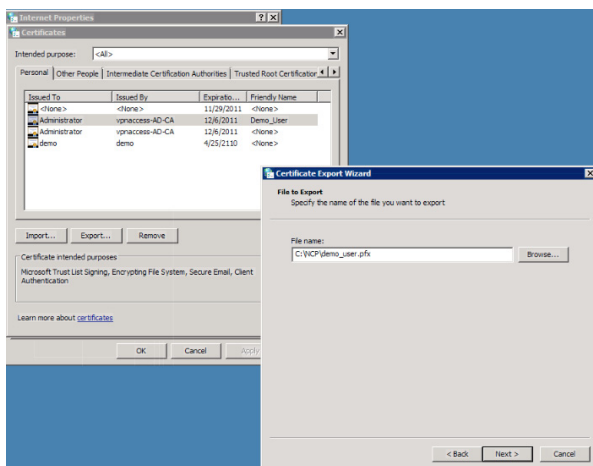 Internet Properties
Certificates
Intended purpose: <All>
Personal Other People Intermediate Certification Authorities Trusted Root Certification
Issued To Issued By Expiratio... Friendly Name
<None> <None> 11/29/2011 <None>
Administrator vpnaccess-AD-CA 12/6/2011 Demo_User
Administrator vpnaccess-AD-CA 12/6/2011 <None>
demo demo 4/25/2110 <None>
Import... Export... Remove
Certificate intended purposes
Microsoft Trust List Signing, Encrypting File System, Secure Email, Client
Authentication
Learn more about certificates
OK Cancel Apply
Certificate Export Wizard
File to Export
Specify the name of the file you want to export
File name:
C:\NCP\demo_user.pfx Browse...
< Back Next > Cancel